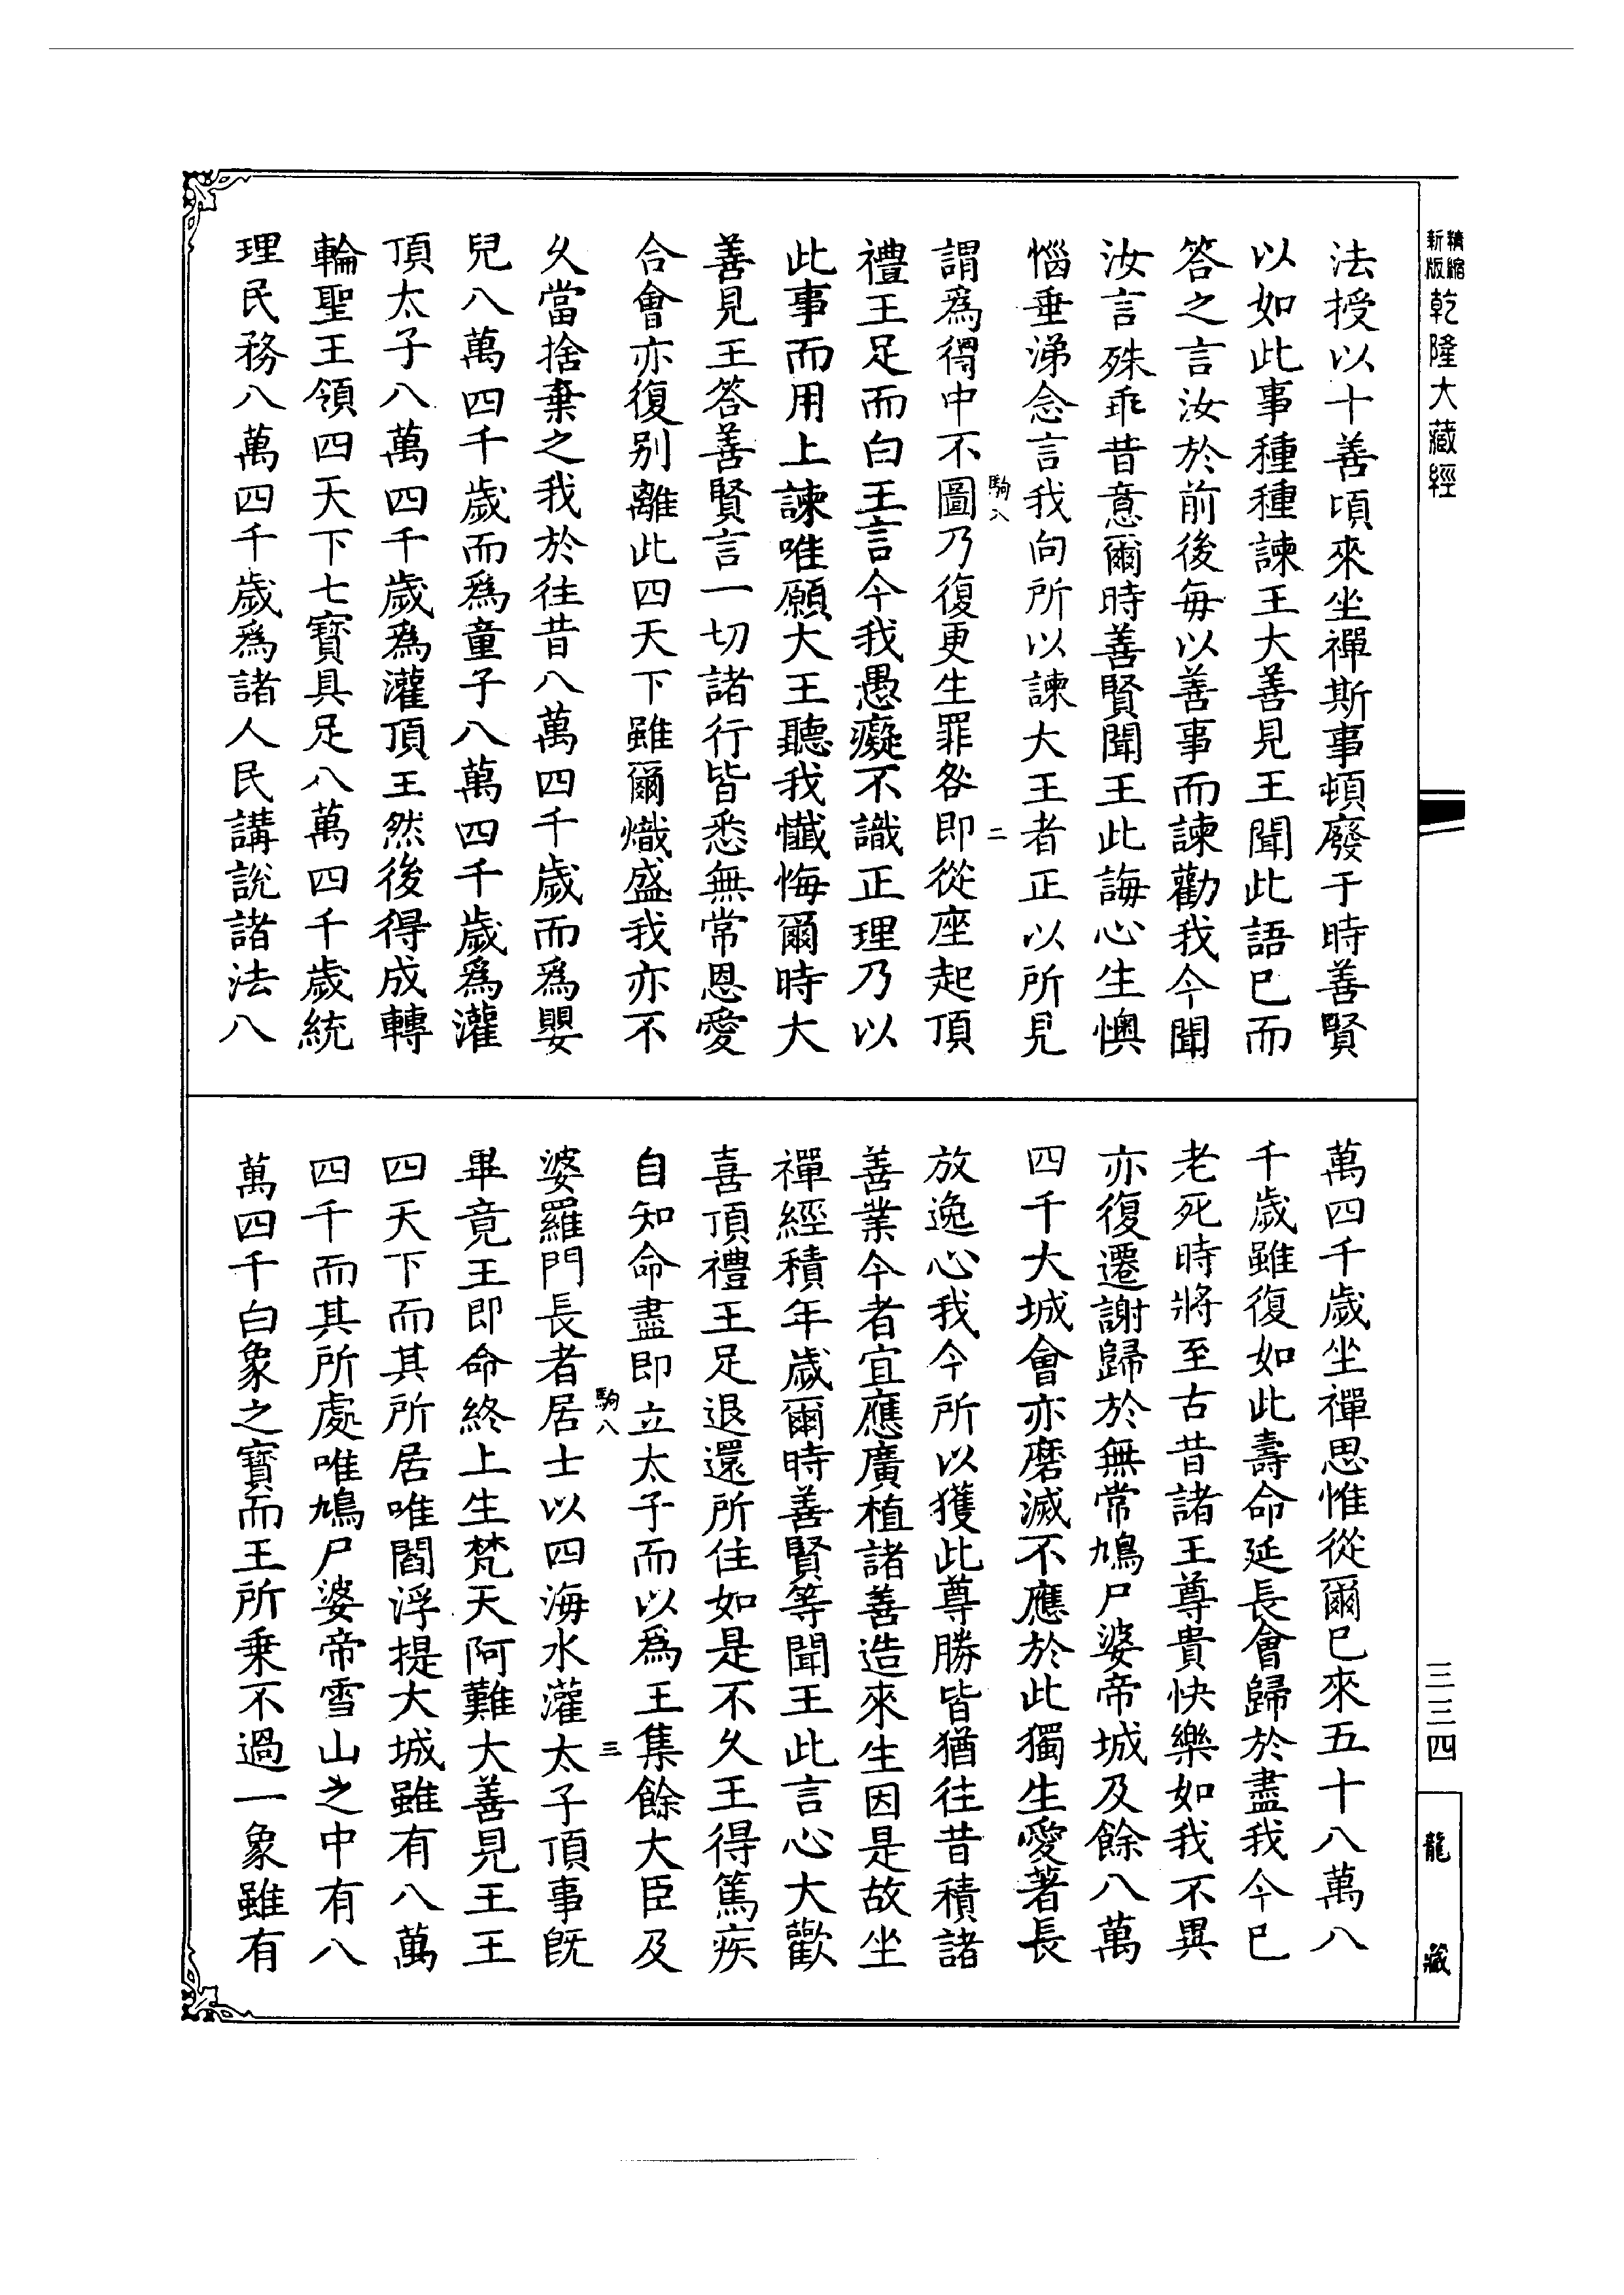 精縮
新版
乾隆大藏經
法授以十善頃來坐禪斯事頓廢于時善賢
以如此事種種諫王大善見王聞此語已而
答之言汝於前後每以善事而諫勸我今聞
汝言殊乖昔意爾時善賢聞王此誨心生懊
惱垂涕念言我向所以諫大王者正以所見
駒八
二
謂為得中不圖乃復更生罪咎即從座起頂
禮王足而白王言今我愚癡不識正理乃以
此事而用上諫唯願大王聽我懺悔爾時大
善見王答善賢言一切諸行皆悉無常恩愛
合會亦復別離此四天下雖爾熾盛我亦不
久當捨棄之我於往昔八萬四千歲而為嬰
兒八萬四千歲而為童子八萬四千歲為灌
頂太子八萬四千歲為灌頂王然後得成轉
輪聖王領四天下七寶具足八萬四千歲統
理民務八萬四千歲為諸人民講說諸法八
萬四千歲坐禪思惟從爾已來五十八萬八
千歲雖復如此壽命延長會歸於盡我今已
老死時將至古昔諸王尊貴快樂如我不異
亦復遷謝歸於無常鳩尸婆帝城及餘八萬
四千大城會亦磨滅不應於此獨生愛著長
放逸心我今所以獲此尊勝皆猶往昔積諸
善業今者宜應廣植諸善造來生因是故坐
禪經積年歲爾時善賢等聞王此言心大歡
喜頂禮王足退還所住如是不久王得篤疾
自知命盡即立太子而以為王集餘大臣及
駒八
三
婆羅門長者居士以四海水灌太子頂事既
畢竟王即命終上生梵天阿難大善見王王
四天下而其所居唯閻浮提大城雖有八萬
四千而其所處唯鳩尸婆帝雪山之中有八
萬四千白象之寶而王所乘不過一象雖有
三三四
龍藏